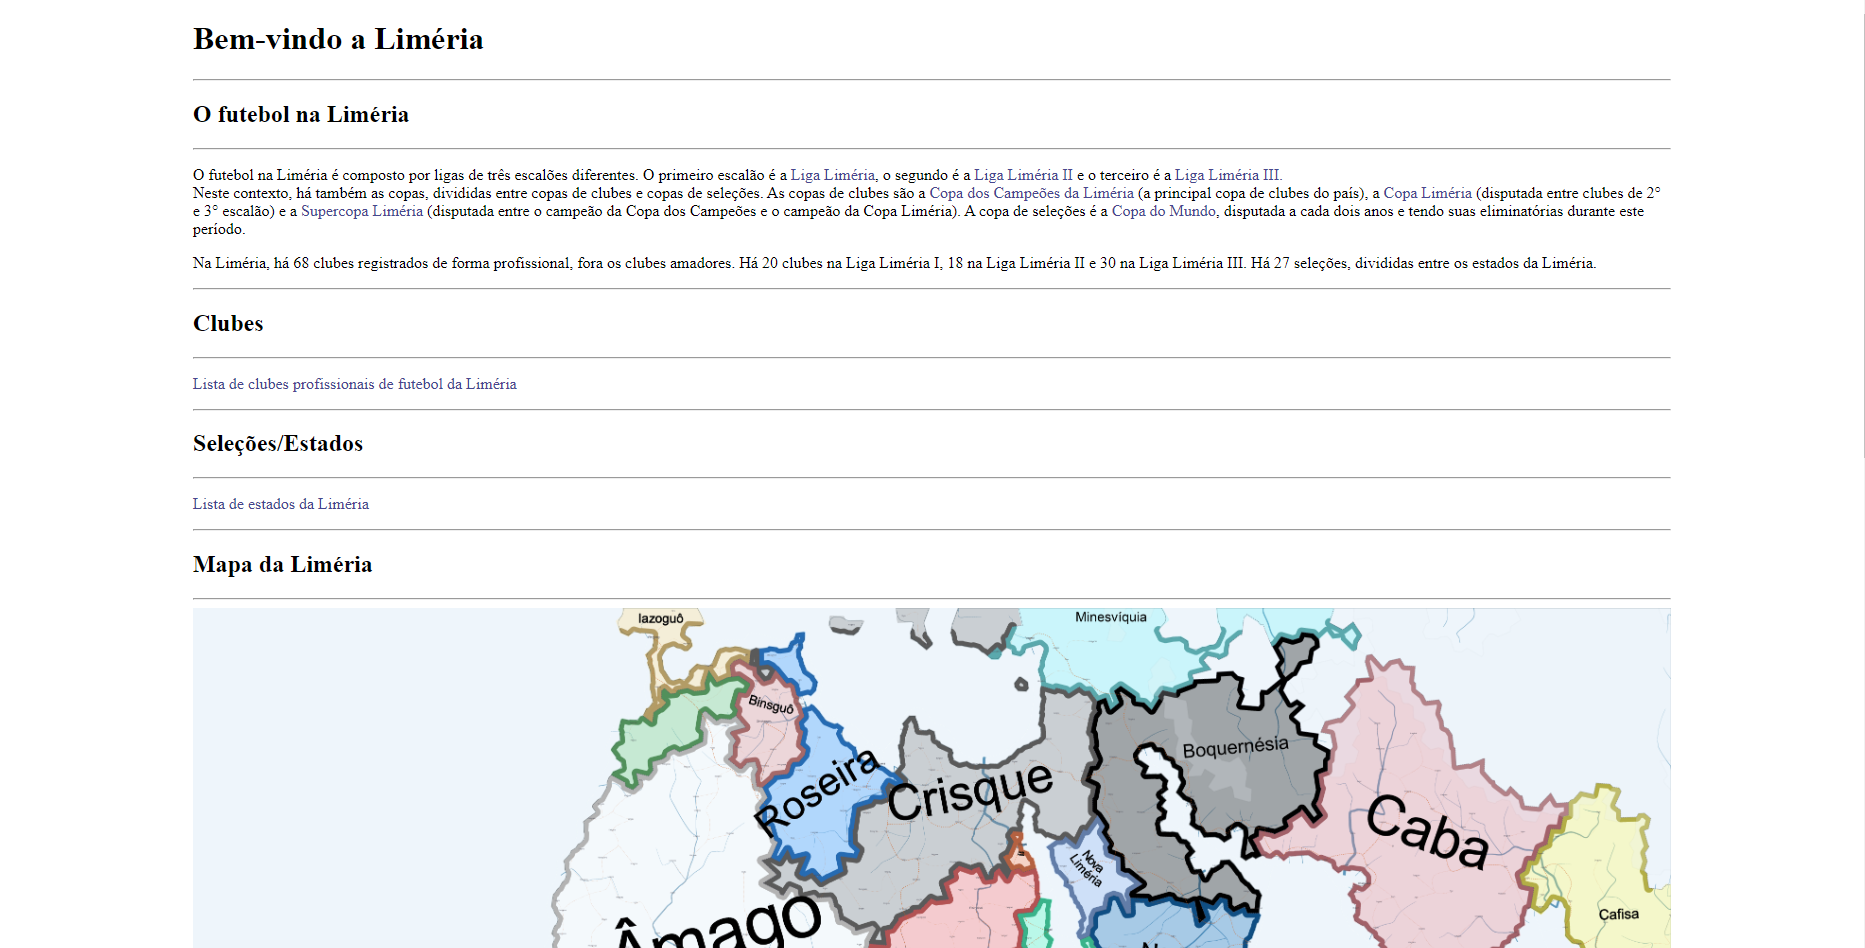 Bem-vindo a Liméria
O futebol na Liméria
O futebol na Liméria é composto por ligas de três escalões diferentes. O primeiro escalão é a Liga Liméria, o segundo é a Liga Liméria II e o terceiro é a Liga Liméria III.
Neste contexto, há também as copas, divididas entre copas de clubes e copas de seleções. As copas de clubes são a Copa dos Campeões da Liméria (a principal copa de clubes do país), a Copa Liméria (disputada entre clubes de 2°
e 3° escalão) e a Supercopa Liméria (disputada entre o campeão da Copa dos Campeões e o campeão da Copa Liméria). A copa de seleções é a Copa do Mundo, disputada a cada dois anos e tendo suas eliminatórias durante este
período.
Na Liméria, há 68 clubes registrados de forma profissional, fora os clubes amadores. Há 20 clubes na Liga Liméria I, 18 na Liga Liméria II e 30 na Liga Liméria III. Há 27 seleções, divididas entre os estados da Liméria.
Clubes
Lista de clubes profissionais de futebol da Liméria
Seleções/Estados
Lista de estados da Liméria
Mapa da Liméria
Iazoguô
Minesvíquia
Binsguô
Boquernésia
Roseira
Crisque
Caba
Nova
Liméria
Cafisa
Âmago